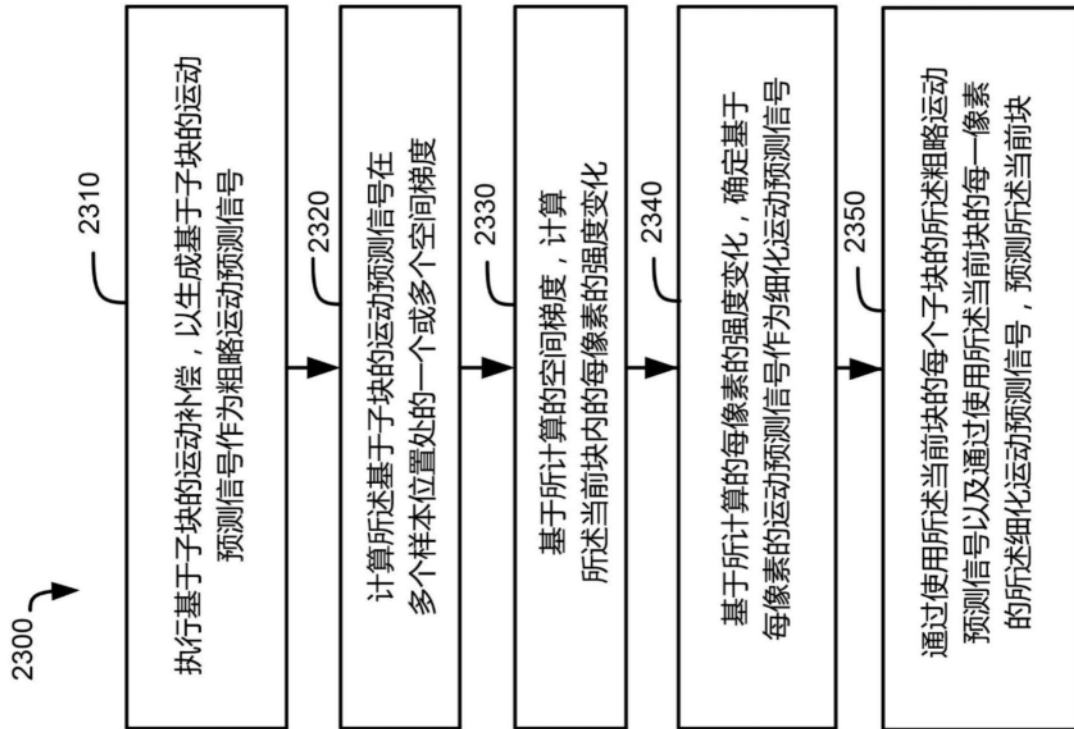 2300
2310
执行基于子块的运动补偿，以生成基于子块的运动
预测信号作为粗略运动预测信号
2320
计算所述基于子块的运动预测信号在
多个样本位置处的一个或多个空间梯度
2330
基于所计算的空间梯度，计算
所述当前块内的每像素的强度变化
2340
基于所计算的每像素的强度变化，确定基于
每像素的运动预测信号作为细化运动预测信号
2350
通过使用所述当前块的每个子块的所述粗略运动
预测信号以及通过使用所述当前块的每一像素
的所述细化运动预测信号，预测所述当前块